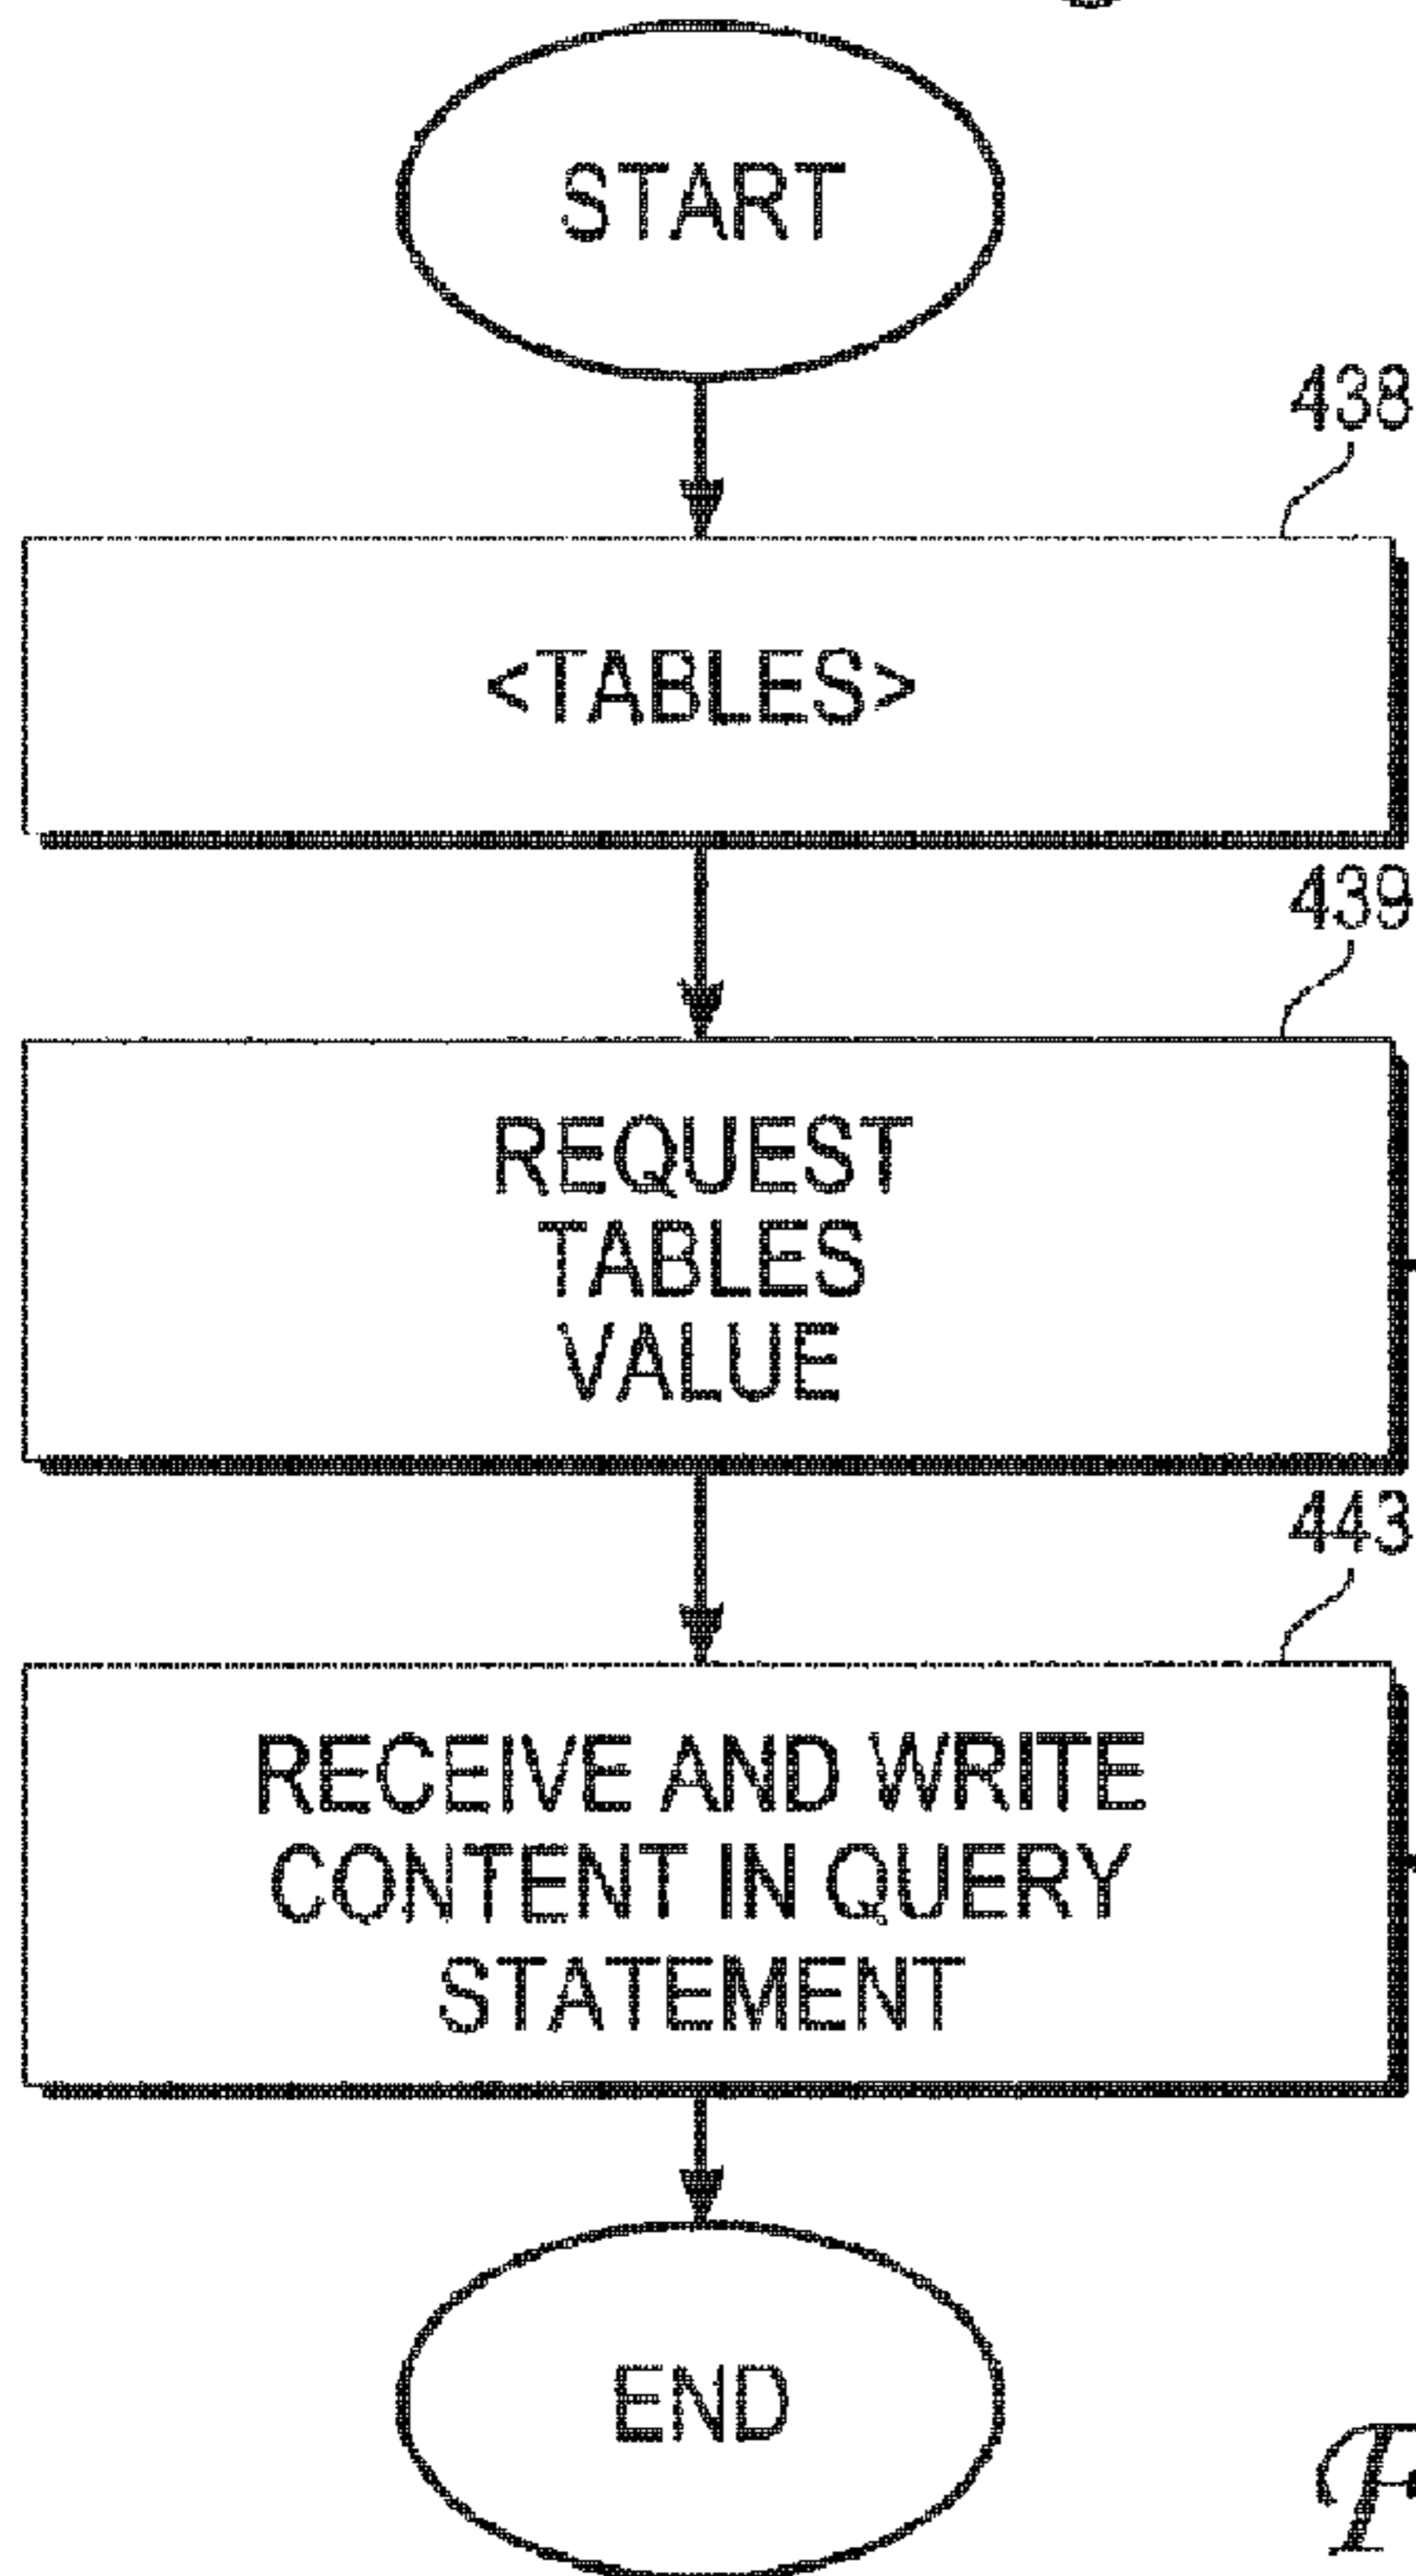 START
438
<TABLES>
439
REQUEST
TABLES
VALUE
443
RECEIVE AND WRITE
CONTENT IN QUERY
STATEMENT
END